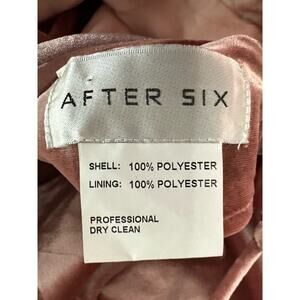 AFTER SIX
SHELL: 100% POLYESTER
LINING: 100% POLYESTER
PROFESSIONAL
DRY CLEAN